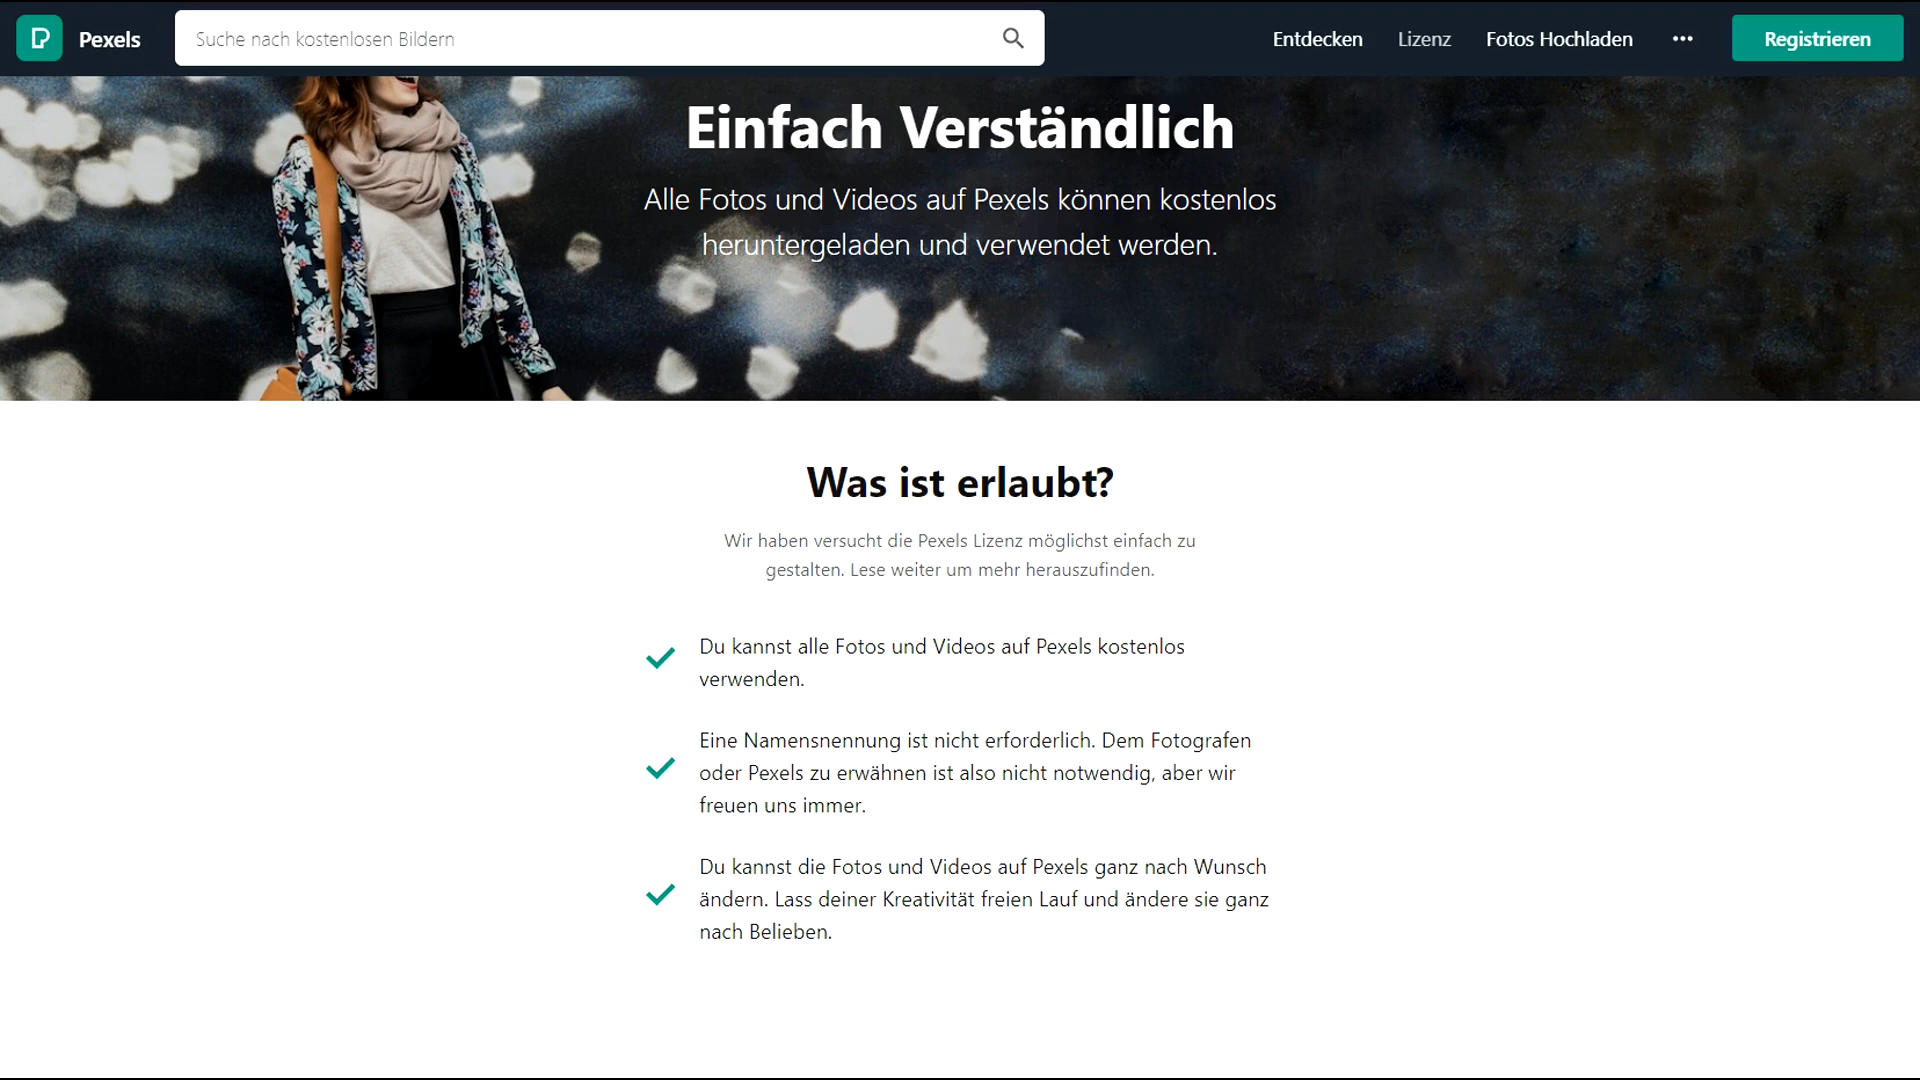 Pexels
Suche nach kostenlosen Bildern
Entdecken
Lizenz
Fotos Hochladen
Registrieren
Einfach Verständlich
Alle Fotos und Videos auf Pexels können kostenlos
heruntergeladen und verwendet werden.
Was ist erlaubt?
Wir haben versucht die Pexels Lizenz möglichst einfach zu
gestalten. Lese weiter um mehr herauszufinden.
Du kannst alle Fotos und Videos auf Pexels kostenlos
verwenden.
Eine Namensnennung ist nicht erforderlich. Dem Fotografen
oder Pexels zu erwähnen ist also nicht notwendig, aber wir
freuen uns immer.
Du kannst die Fotos und Videos auf Pexels ganz nach Wunsch
ändern. Lass deiner Kreativität freien Lauf und ändere sie ganz
nach Belieben.